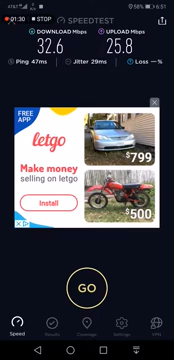 AT&T 58% 6:51
01:30 STOP SPEEDTEST
DOWNLOAD Mbps UPLOAD Mbps
32.6 25.8
Ping 47ms Jitter 29ms Loss –%
FREE APP
letgo
$799
Make money
selling on letgo
Install
$500
GO
Speed Results Coverage Settings VPN